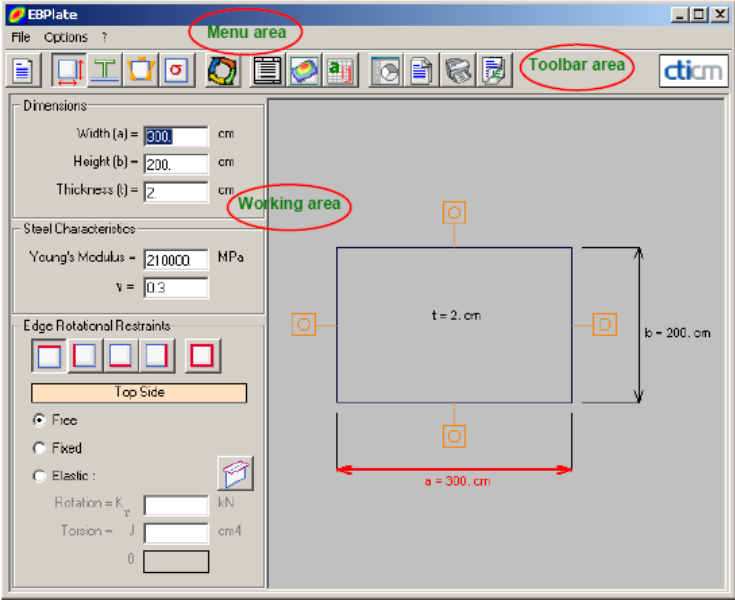 EBPlate
File Options ?
Menu area
Toolbar area
cticm
Dimensions
Width (a) = 300. cm
Height (b) = 200. cm
Thickness (t) = 2. cm
Working area
Steel Characteristics
Young's Modulus = 210000. MPa
ν = 0.3
Edge Rotational Restraints
Top Side
Free
Fixed
Elastic :
Rotation = Kr kN
Torsion = J cm4
θ
t = 2. cm
b = 200. cm
a = 300. cm